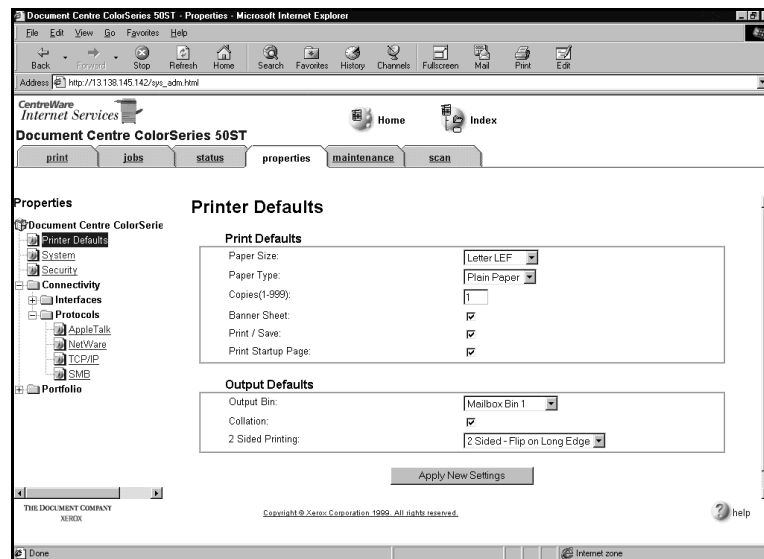 Document Centre ColorSeries 50ST - Properties - Microsoft Internet Explorer
File Edit View Go Favorites Help
Back Forward Stop Refresh Home Search Favorites History Channels Fullscreen Mail Print Edit
Address http://13.138.145.142/sys_adm.html
CentreWare
Internet Services
Home Index
Document Centre ColorSeries 50ST
print jobs status properties maintenance scan
Properties
Document Centre ColorSerie
Printer Defaults
System
Security
Connectivity
Interfaces
Protocols
AppleTalk
NetWare
TCP/IP
SMB
Portfolio
Printer Defaults
Print Defaults
Paper Size: Letter LEF
Paper Type: Plain Paper
Copies(1-999): 1
Banner Sheet:
Print / Save:
Print Startup Page:
Output Defaults
Output Bin: Mailbox Bin 1
Collation:
2 Sided Printing: 2 Sided - Flip on Long Edge
Apply New Settings
THE DOCUMENT COMPANY
XEROX
Copyright © Xerox Corporation 1999. All rights reserved.
help
Done Internet zone